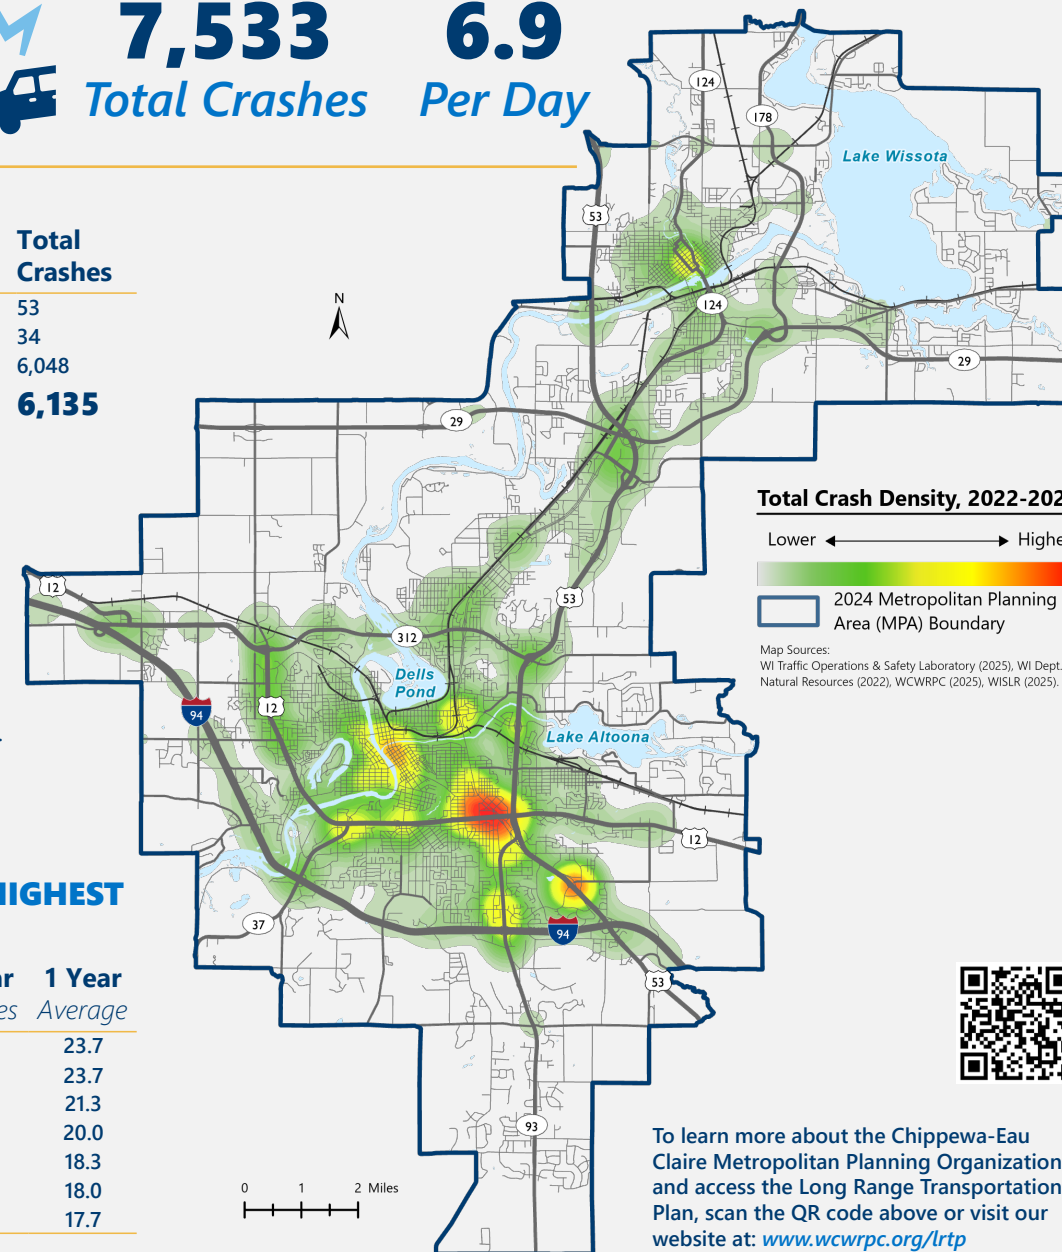 7,533
Total Crashes
6.9
Per Day
Total
Crashes
53
34
6,048
6,135
N
124
178
Lake Wissota
53
124
29
29
Total Crash Density, 2022-202
Lower
Highe
2024 Metropolitan Planning
Area (MPA) Boundary
Map Sources:
WI Traffic Operations & Safety Laboratory (2025), WI Dept.
Natural Resources (2022), WCWRPC (2025), WISLR (2025).
12
53
312
Dells
Pond
94
12
Lake Altoona
12
37
94
53
93
HIGHEST
ar
1 Year
es
Average
23.7
23.7
21.3
20.0
18.3
18.0
17.7
0
1
2 Miles
To learn more about the Chippewa-Eau
Claire Metropolitan Planning Organization
and access the Long Range Transportation
Plan, scan the QR code above or visit our
website at: www.wcwrpc.org/lrtp